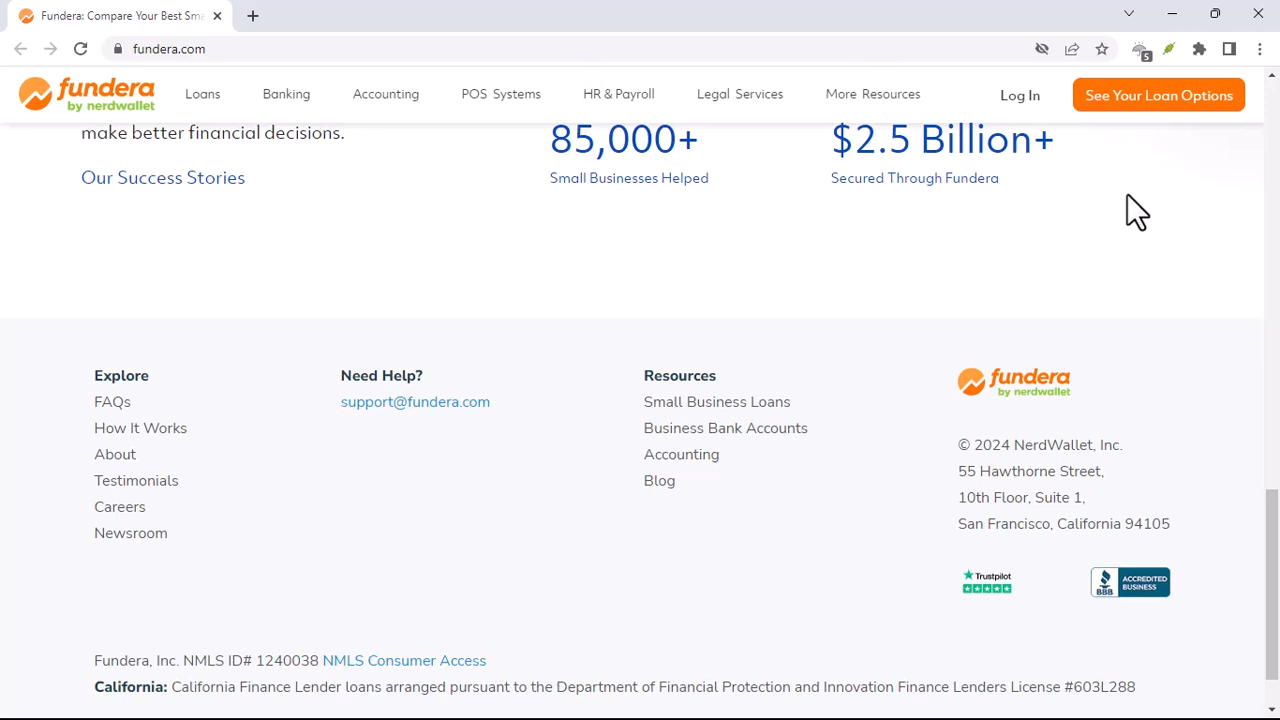 Fundera: Compare Your Best Sma
fundera.com
5
fundera
by nerdwallet
Loans
Banking
Accounting
POS Systems
HR & Payroll
Legal Services
More Resources
Log In
See Your Loan Options
make better financial decisions.
Our Success Stories
85,000+
Small Businesses Helped
$2.5 Billion+
Secured Through Fundera
Explore
FAQs
How It Works
About
Testimonials
Careers
Newsroom
Need Help?
support@fundera.com
Resources
Small Business Loans
Business Bank Accounts
Accounting
Blog
fundera
by nerdwallet
© 2024 NerdWallet, Inc.
55 Hawthorne Street,
10th Floor, Suite 1,
San Francisco, California 94105
Trustpilot
BBB
ACCREDITED
BUSINESS
Fundera, Inc. NMLS ID# 1240038 NMLS Consumer Access
California: California Finance Lender loans arranged pursuant to the Department of Financial Protection and Innovation Finance Lenders License #603L288